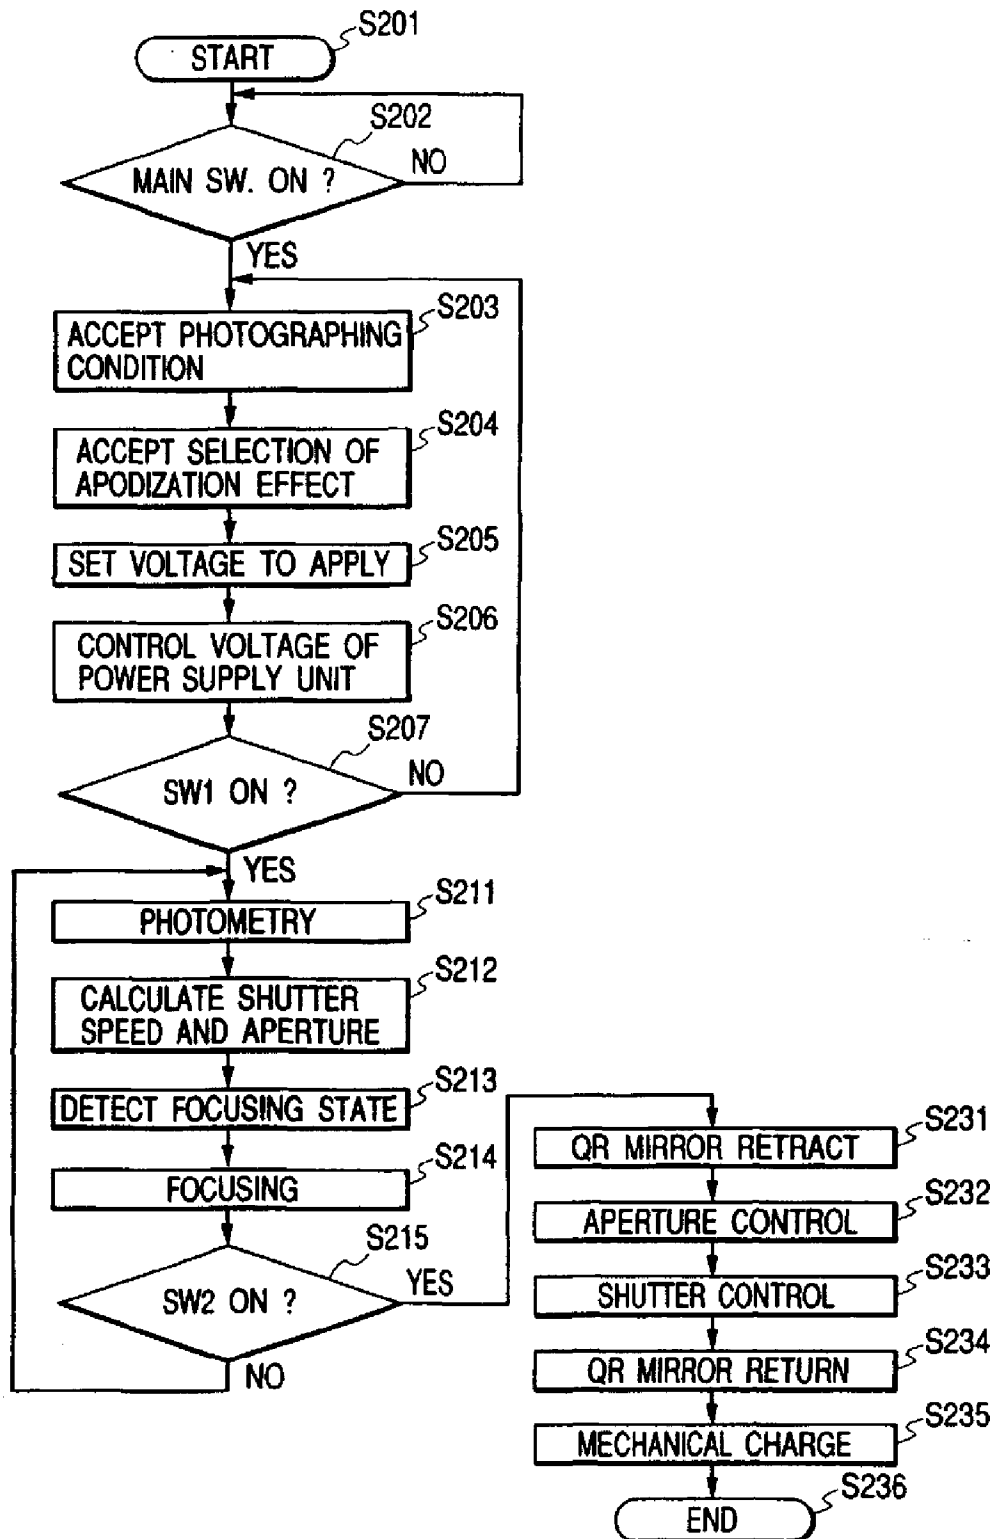 START
S201
S202
MAIN SW. ON ?
NO
YES
S203
ACCEPT PHOTOGRAPHING
CONDITION
S204
ACCEPT SELECTION OF
APODIZATION EFFECT
S205
SET VOLTAGE TO APPLY
S206
CONTROL VOLTAGE OF
POWER SUPPLY UNIT
S207
SW1 ON ?
NO
YES
S211
PHOTOMETRY
S212
CALCULATE SHUTTER
SPEED AND APERTURE
S213
DETECT FOCUSING STATE
S214
FOCUSING
S215
SW2 ON ?
YES
NO
S231
QR MIRROR RETRACT
S232
APERTURE CONTROL
S233
SHUTTER CONTROL
S234
QR MIRROR RETURN
S235
MECHANICAL CHARGE
S236
END